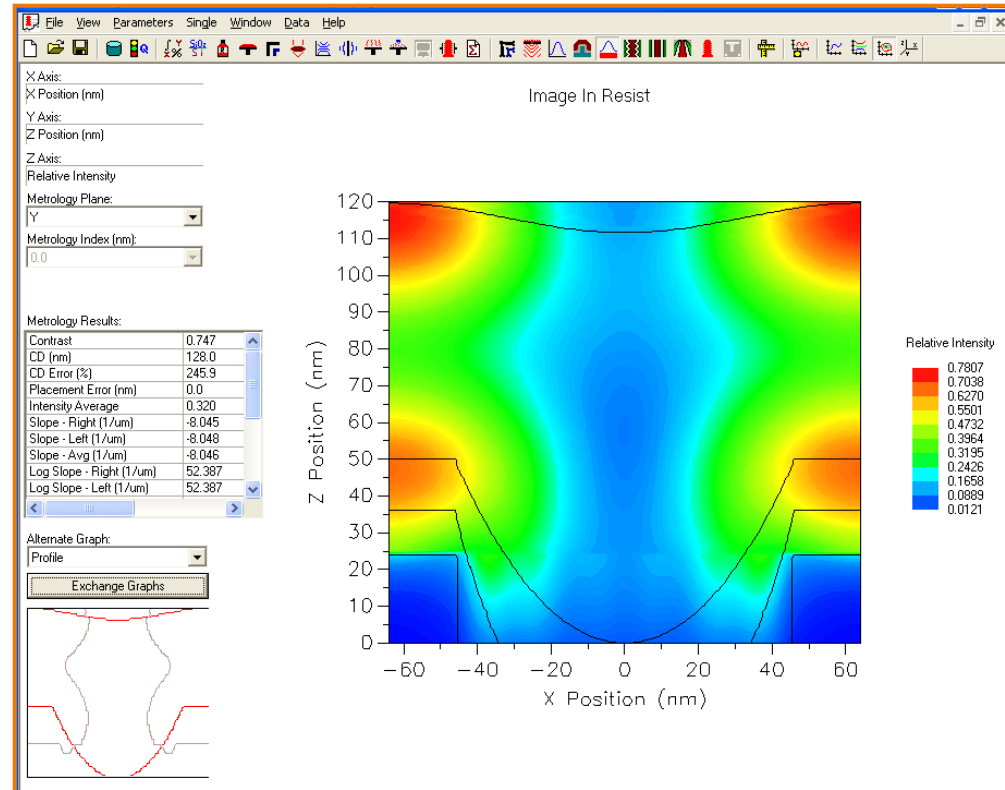 File View Parameters Single Window Data Help
X Axis:
X Position (nm)
Y Axis:
Z Position (nm)
Z Axis:
Relative Intensity
Metrology Plane:
Y
Metrology Index (nm):
0.0
Metrology Results:
Contrast 0.747
CD (nm) 128.0
CD Error (%) 245.9
Placement Error (nm) 0.0
Intensity Average 0.320
Slope - Right (1/um) -8.045
Slope - Left (1/um) -8.048
Slope - Avg (1/um) -8.046
Log Slope - Right (1/um) 52.387
Log Slope - Left (1/um) 52.387
Alternate Graph:
Profile
Exchange Graphs
Image In Resist
Z Position (nm)
120
110
100
90
80
70
60
50
40
30
20
10
0
−60 −40 −20 0 20 40 60
X Position (nm)
Relative Intensity
0.7807
0.7038
0.6270
0.5501
0.4732
0.3964
0.3195
0.2426
0.1658
0.0889
0.0121